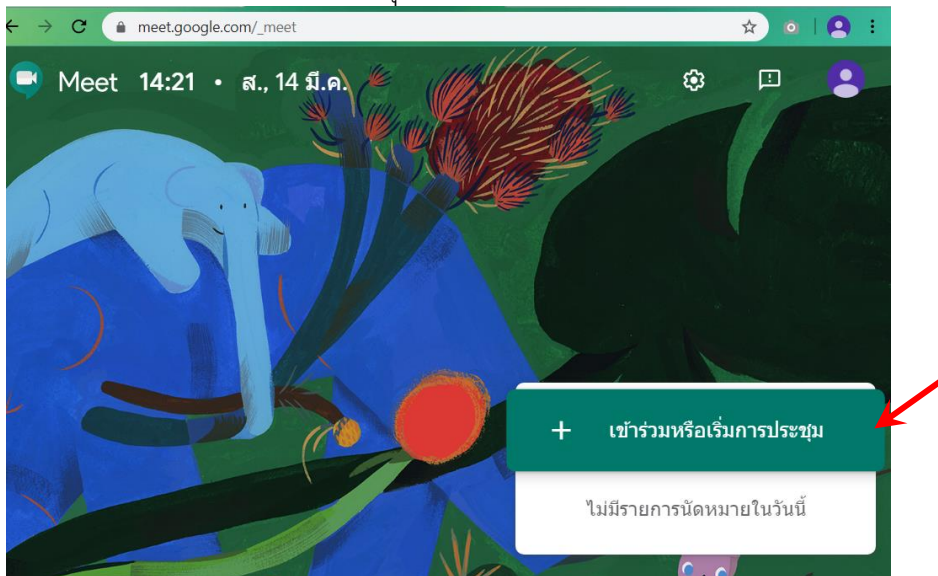 meet.google.com/_meet
Meet 14:21 • ส., 14 มี.ค.
+ เข้าร่วมหรือเริ่มการประชุม
ไม่มีรายการนัดหมายในวันนี้